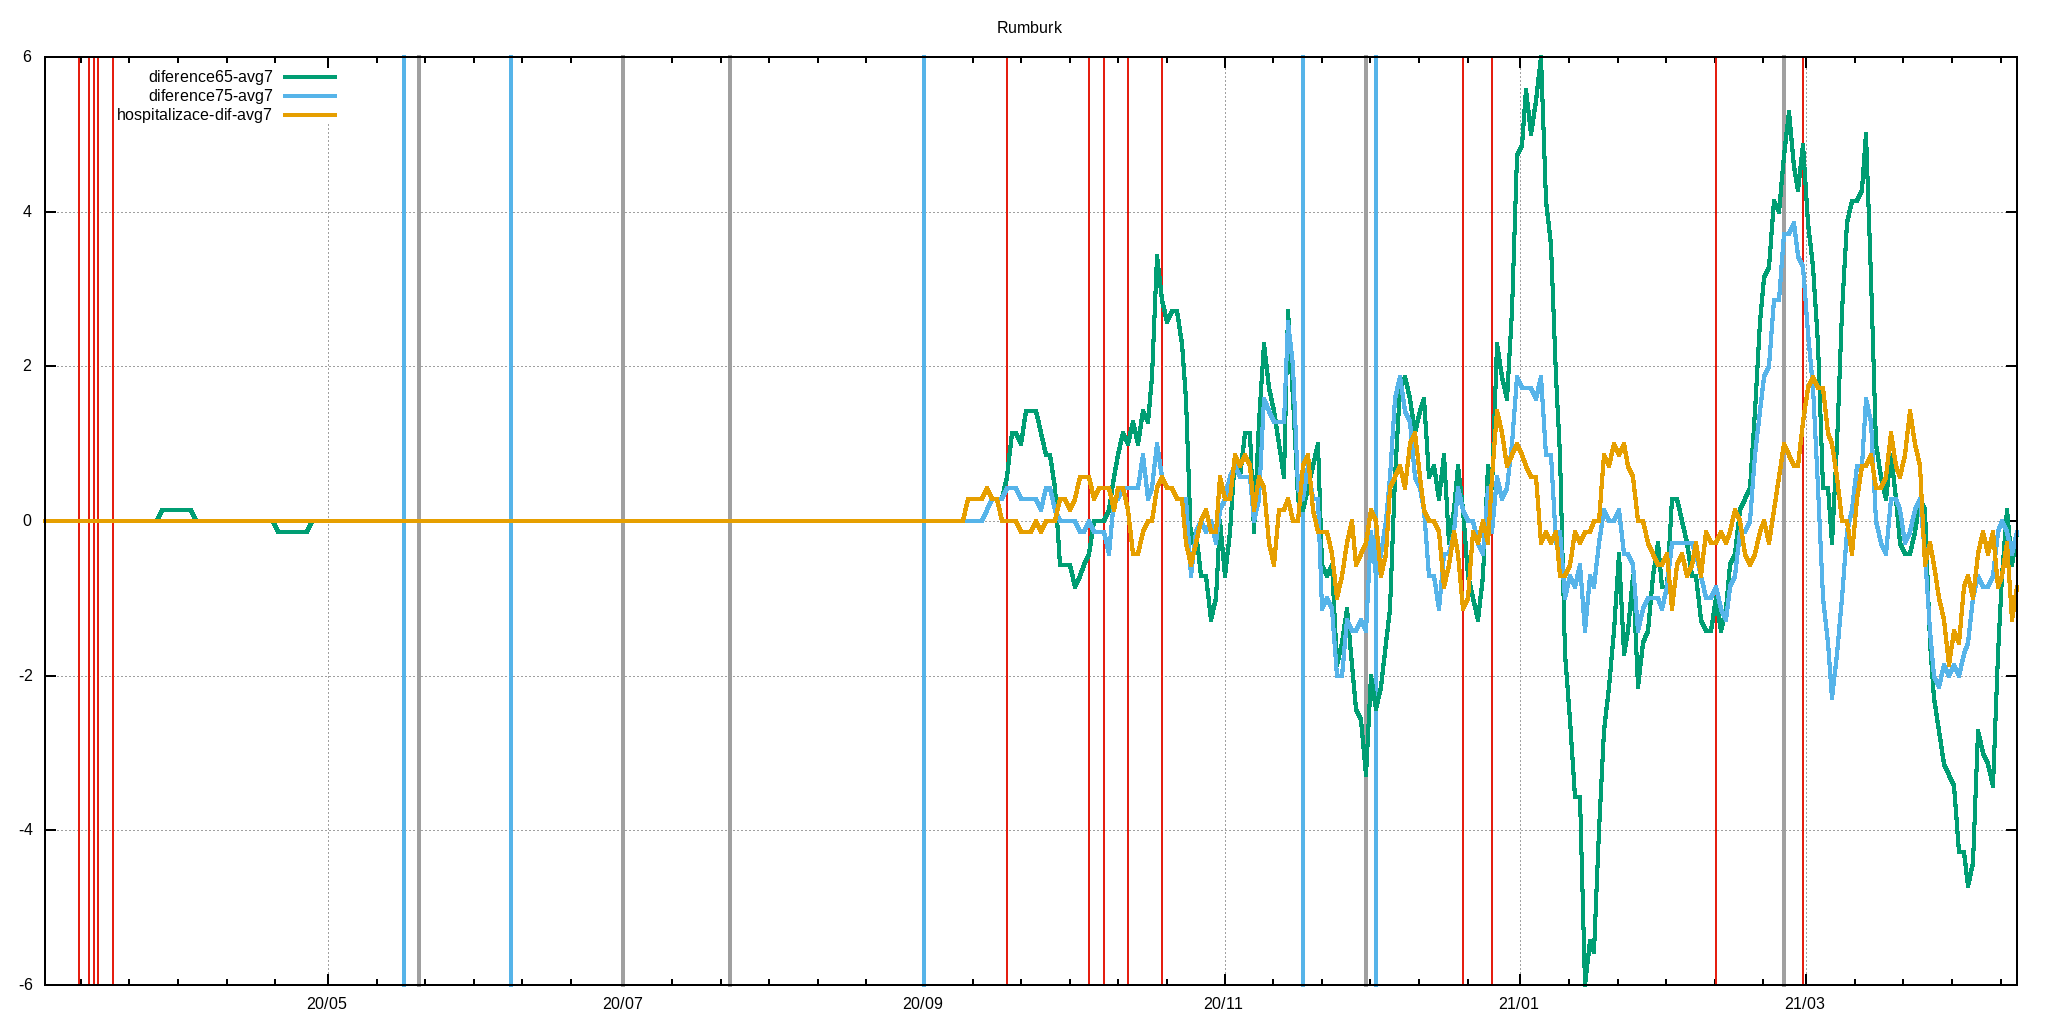 Rumburk
6
diference65-avg7
diference75-avg7
hospitalizace-dif-avg7
4
2
0
-2
-4
-6
20/05 20/07 20/09 20/11 21/01 21/03